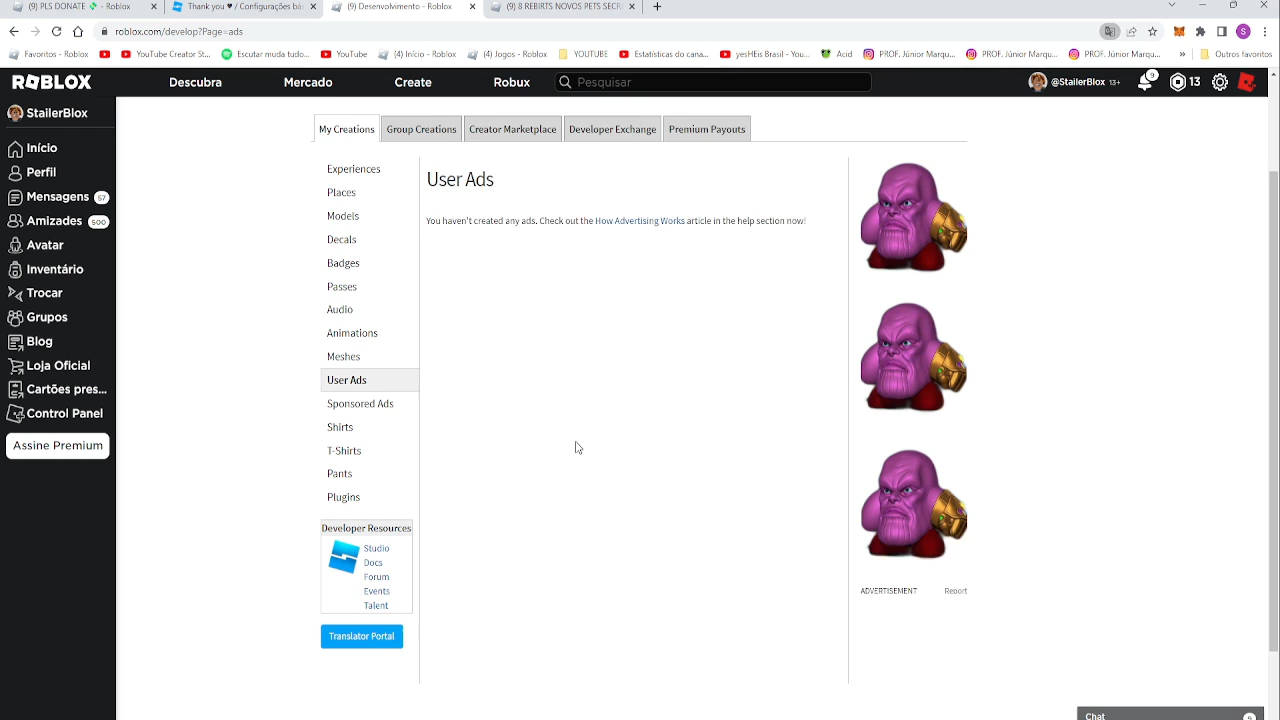 (9) PLS DONATE 💸 - Roblox
Thank you ♥ / Configurações bás
(9) Desenvolvimento - Roblox
(9) 8 REBIRTS NOVOS PETS SECR
roblox.com/develop?Page=ads
S
Favoritos - Roblox
YouTube Creator St...
Escutar muda tudo...
YouTube
(4) Início - Roblox
(4) Jogos - Roblox
YOUTUBE
Estatísticas do cana...
yesHEis Brasil - You...
Acid
PROF. Júnior Marqu...
PROF. Júnior Marqu...
PROF. Júnior Marqu...
»
Outros favoritos
ROBLOX
Descubra
Mercado
Create
Robux
Pesquisar
@StailerBlox 13+
9
13
StailerBlox
Início
Perfil
Mensagens 57
Amizades 500
Avatar
Inventário
Trocar
Grupos
Blog
Loja Oficial
Cartões pres...
Control Panel
Assine Premium
My Creations
Group Creations
Creator Marketplace
Developer Exchange
Premium Payouts
Experiences
Places
Models
Decals
Badges
Passes
Audio
Animations
Meshes
User Ads
Sponsored Ads
Shirts
T-Shirts
Pants
Plugins
Developer Resources
Studio
Docs
Forum
Events
Talent
Translator Portal
User Ads
You haven't created any ads. Check out the How Advertising Works article in the help section now!
ADVERTISEMENT
Report
Chat